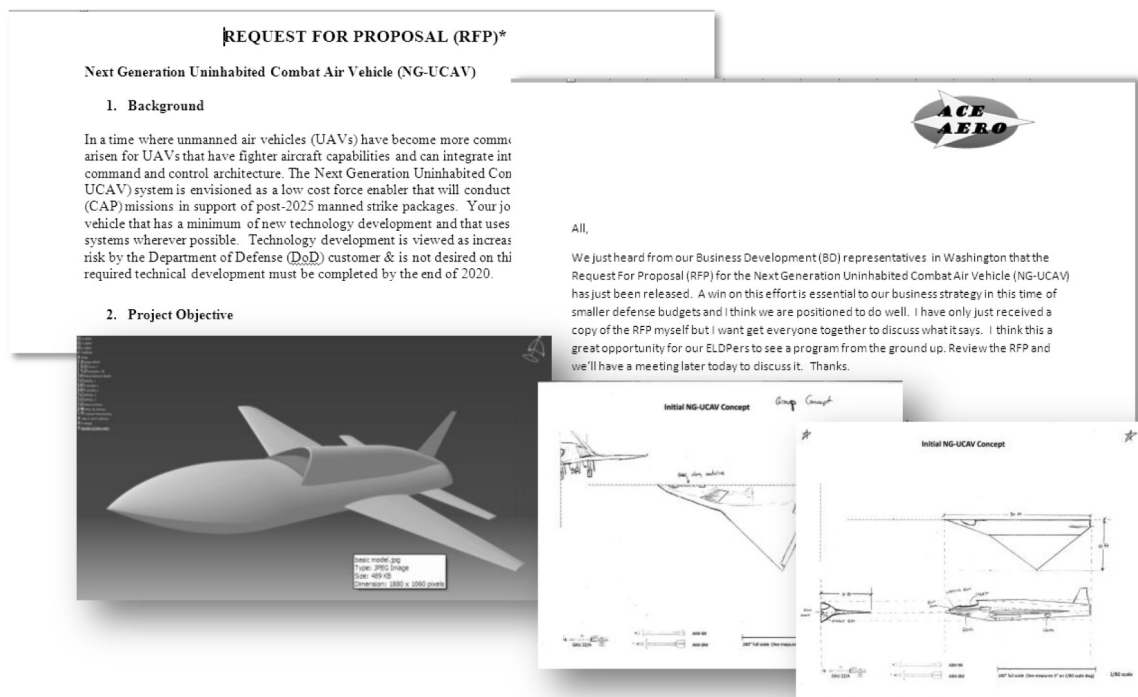 REQUEST FOR PROPOSAL (RFP)*
Next Generation Uninhabited Combat Air Vehicle (NG-UCAV)
1. Background
In a time where unmanned air vehicles (UAVs) have become more comm
arisen for UAVs that have fighter aircraft capabilities and can integrate int
command and control architecture. The Next Generation Uninhabited Con
UCAV) system is envisioned as a low cost force enabler that will conduct
(CAP) missions in support of post-2025 manned strike packages. Your jo
vehicle that has a minimum of new technology development and that uses
systems wherever possible. Technology development is viewed as increas
risk by the Department of Defense (DoD) customer & is not desired on thi
required technical development must be completed by the end of 2020.
2. Project Objective
ACE
AERO
All,
We just heard from our Business Development (BD) representatives in Washington that the
Request For Proposal (RFP) for the Next Generation Uninhabited Combat Air Vehicle (NG-UCAV)
has just been released. A win on this effort is essential to our business strategy in this time of
smaller defense budgets and I think we are positioned to do well. I have only just received a
copy of the RFP myself but I want get everyone together to discuss what it says. I think this a
great opportunity for our ELDPers to see a program from the ground up. Review the RFP and
we'll have a meeting later today to discuss it. Thanks.
basic model.jpg
Type: JPEG Image
Size: 489 KB
Dimension: 1880 x 1060 pixels
Initial NG-UCAV Concept
Group Concept
GAU 22/A
AIM-9X
Initial NG-UCAV Concept
GAU 22/A
AIM-9X
1/80 scale